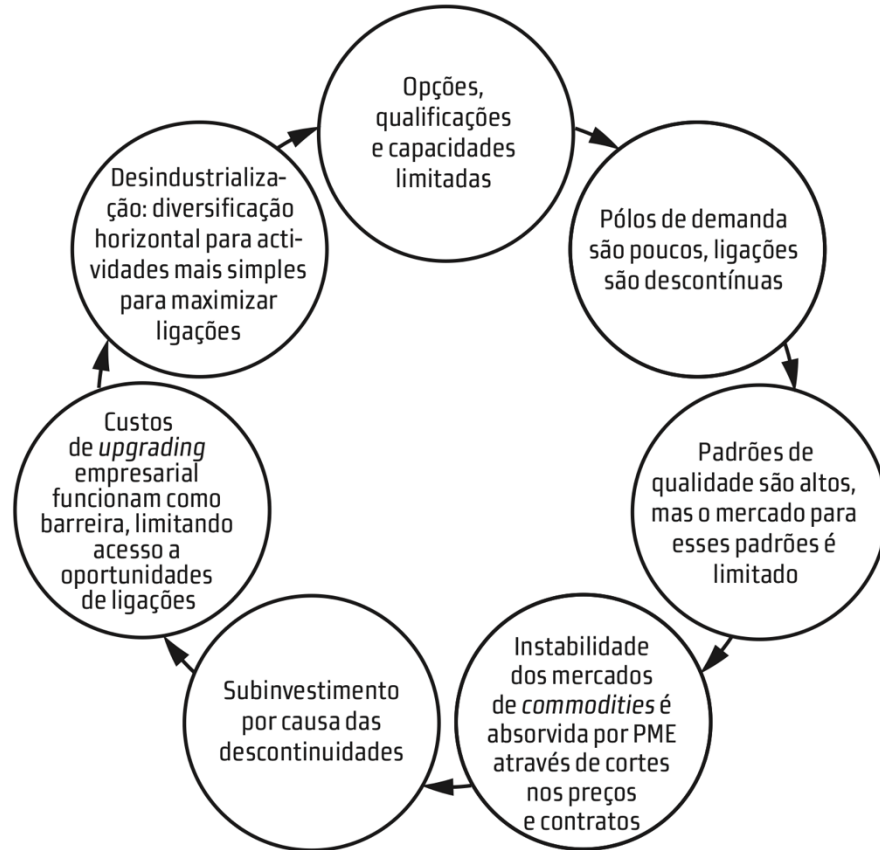 Opções,
qualificações
e capacidades
limitadas
Pólos de demanda
são poucos, ligações
são descontínuas
Padrões de
qualidade são altos,
mas o mercado para
esses padrões é
limitado
Instabilidade
dos mercados
de commodities é
absorvida por PME
através de cortes
nos preços
e contratos
Subinvestimento
por causa das
descontinuidades
Custos
de upgrading
empresarial
funcionam como
barreira, limitando
acesso a
oportunidades
de ligações
Desindustrializa-
ção: diversificação
horizontal para acti-
vidades mais simples
para maximizar
ligações